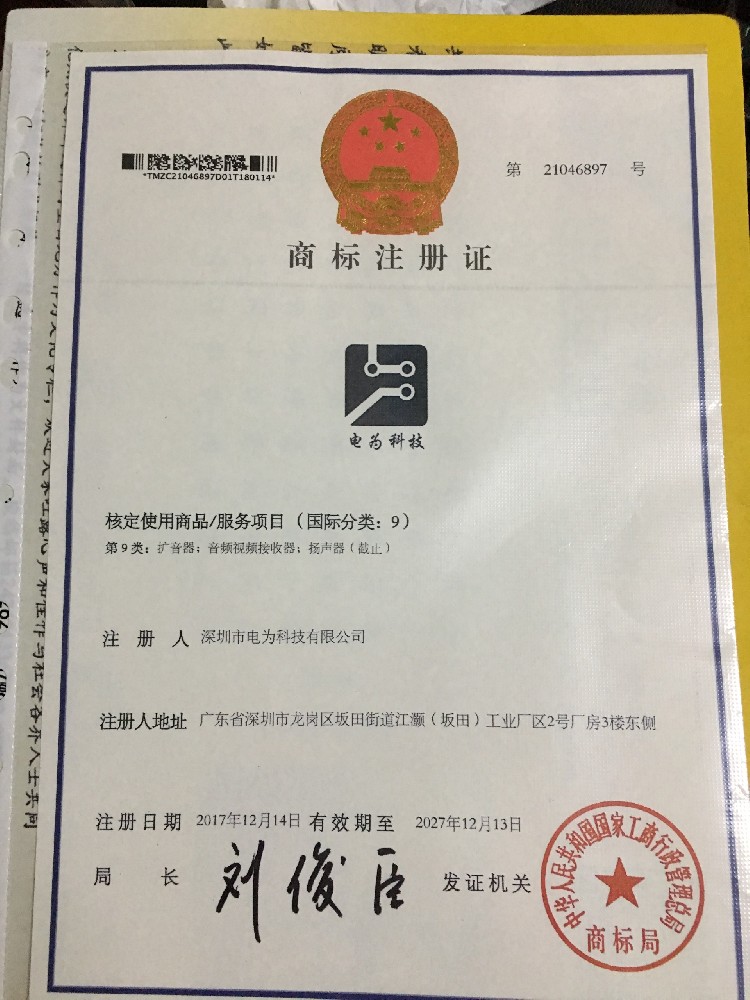 *TMZC21046897D01T180114*
第 21046897 号
商标注册证
电为科技
核定使用商品/服务项目（国际分类：9）
第9类：扩音器；音频视频接收器；扬声器（截止）
注册人 深圳市电为科技有限公司
注册人地址 广东省深圳市龙岗区坂田街道江灏（坂田）工业厂区2号厂房3楼东侧
注册日期 2017年12月14日 有效期至 2027年12月13日
局长 刘俊臣 发证机关
中华人民共和国国家工商行政管理总局
商标局